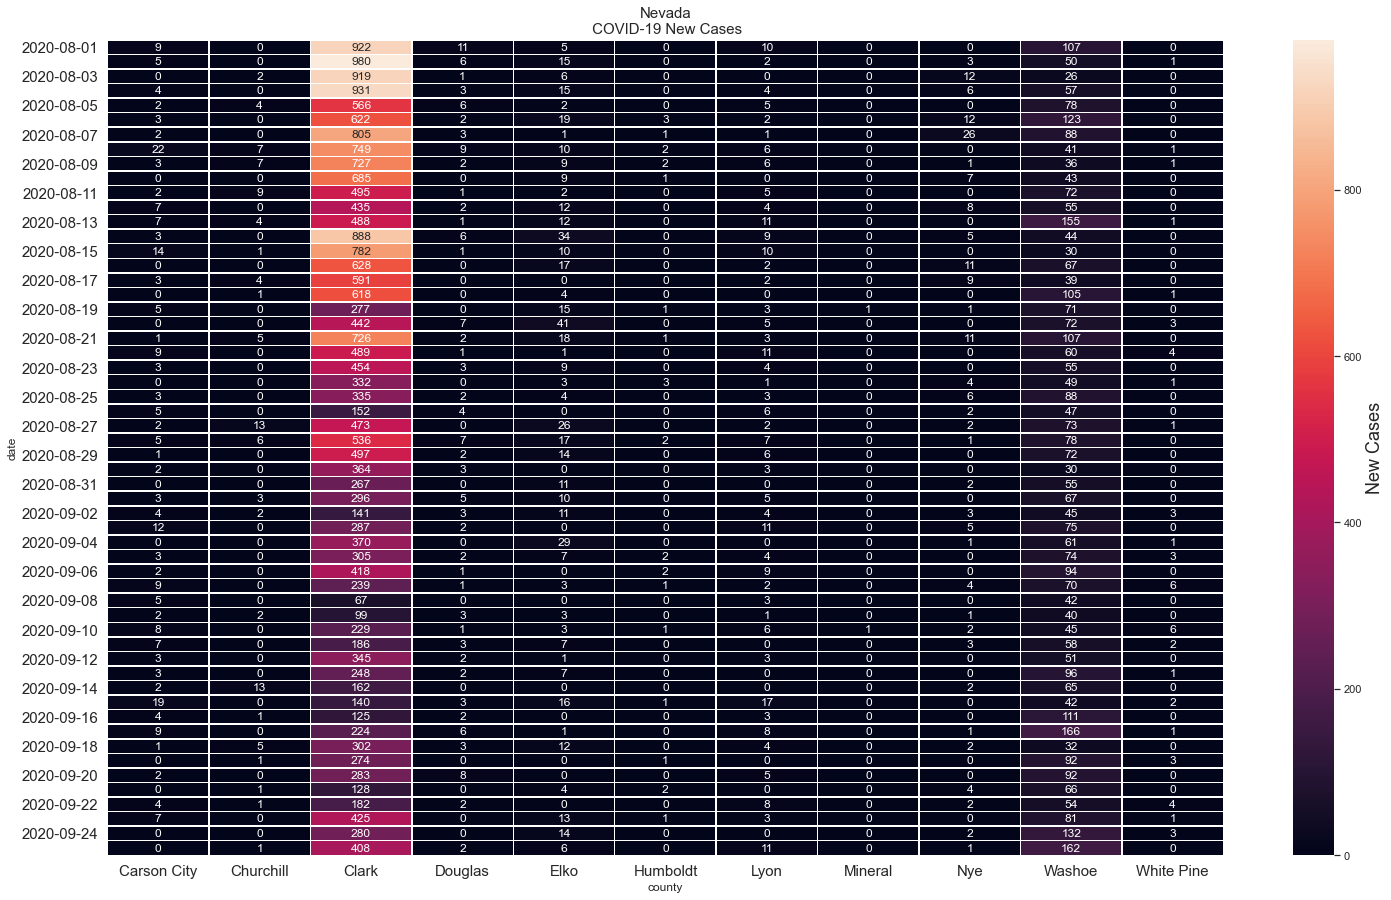 Nevada
COVID-19 New Cases
2020-08-01 9 0 922 11 5 0 10 0 0 107 0
5 0 980 6 15 0 2 0 3 50 1
2020-08-03 0 2 919 1 6 0 0 0 12 26 0
4 0 931 3 15 0 4 0 6 57 0
2020-08-05 2 4 566 6 2 0 5 0 0 78 0
3 0 622 2 19 3 2 0 12 123 0
2020-08-07 2 0 805 3 1 1 1 0 26 88 0
22 7 749 9 10 2 6 0 0 41 1
2020-08-09 3 7 727 2 9 2 6 0 1 36 1
0 0 685 0 9 1 0 0 7 43 0
2020-08-11 2 9 495 1 2 0 5 0 0 72 0
7 0 435 2 12 0 4 0 8 55 0
2020-08-13 7 4 488 1 12 0 11 0 0 155 1
3 0 888 6 34 0 9 0 5 44 0
2020-08-15 14 1 782 1 10 0 10 0 0 30 0
0 0 628 0 17 0 2 0 11 67 0
2020-08-17 3 4 591 0 0 0 2 0 9 39 0
0 1 618 0 4 0 0 0 0 105 1
2020-08-19 5 0 277 0 15 1 3 1 1 71 0
0 0 442 7 41 0 5 0 0 72 3
2020-08-21 1 5 726 2 18 1 3 0 11 107 0
9 0 489 1 1 0 11 0 0 60 4
2020-08-23 3 0 454 3 9 0 4 0 0 55 0
0 0 332 0 3 3 1 0 4 49 1
2020-08-25 3 0 335 2 4 0 3 0 6 88 0
5 0 152 4 0 0 6 0 2 47 0
2020-08-27 2 13 473 0 26 0 2 0 2 73 1
5 6 536 7 17 2 7 0 1 78 0
2020-08-29 1 0 497 2 14 0 6 0 0 72 0
2 0 364 3 0 0 3 0 0 30 0
2020-08-31 0 0 267 0 11 0 0 0 2 55 0
3 3 296 5 10 0 5 0 0 67 0
2020-09-02 4 2 141 3 11 0 4 0 3 45 3
12 0 287 2 0 0 11 0 5 75 0
2020-09-04 0 0 370 0 29 0 0 0 1 61 1
3 0 305 2 7 2 4 0 0 74 3
2020-09-06 2 0 418 1 0 2 9 0 0 94 0
9 0 239 1 3 1 2 0 4 70 6
2020-09-08 5 0 67 0 0 0 3 0 0 42 0
2 2 99 3 3 0 1 0 1 40 0
2020-09-10 8 0 229 1 3 1 6 1 2 45 6
7 0 186 3 7 0 0 0 3 58 2
2020-09-12 3 0 345 2 1 0 3 0 0 51 0
3 0 248 2 7 0 0 0 0 96 1
2020-09-14 2 13 162 0 0 0 0 0 2 65 0
19 0 140 3 16 1 17 0 0 42 2
2020-09-16 4 1 125 2 0 0 3 0 0 111 0
9 0 224 6 1 0 8 0 1 166 1
2020-09-18 1 5 302 3 12 0 4 0 2 32 0
0 1 274 0 0 1 0 0 0 92 3
2020-09-20 2 0 283 8 0 0 5 0 0 92 0
0 1 128 0 4 2 0 0 4 66 0
2020-09-22 4 1 182 2 0 0 8 0 2 54 4
7 0 425 0 13 1 3 0 0 81 1
2020-09-24 0 0 280 0 14 0 0 0 2 132 3
0 1 408 2 6 0 11 0 1 162 0
Carson City Churchill Clark Douglas Elko Humboldt Lyon Mineral Nye Washoe White Pine
county
date
800
600
400
200
0
New Cases